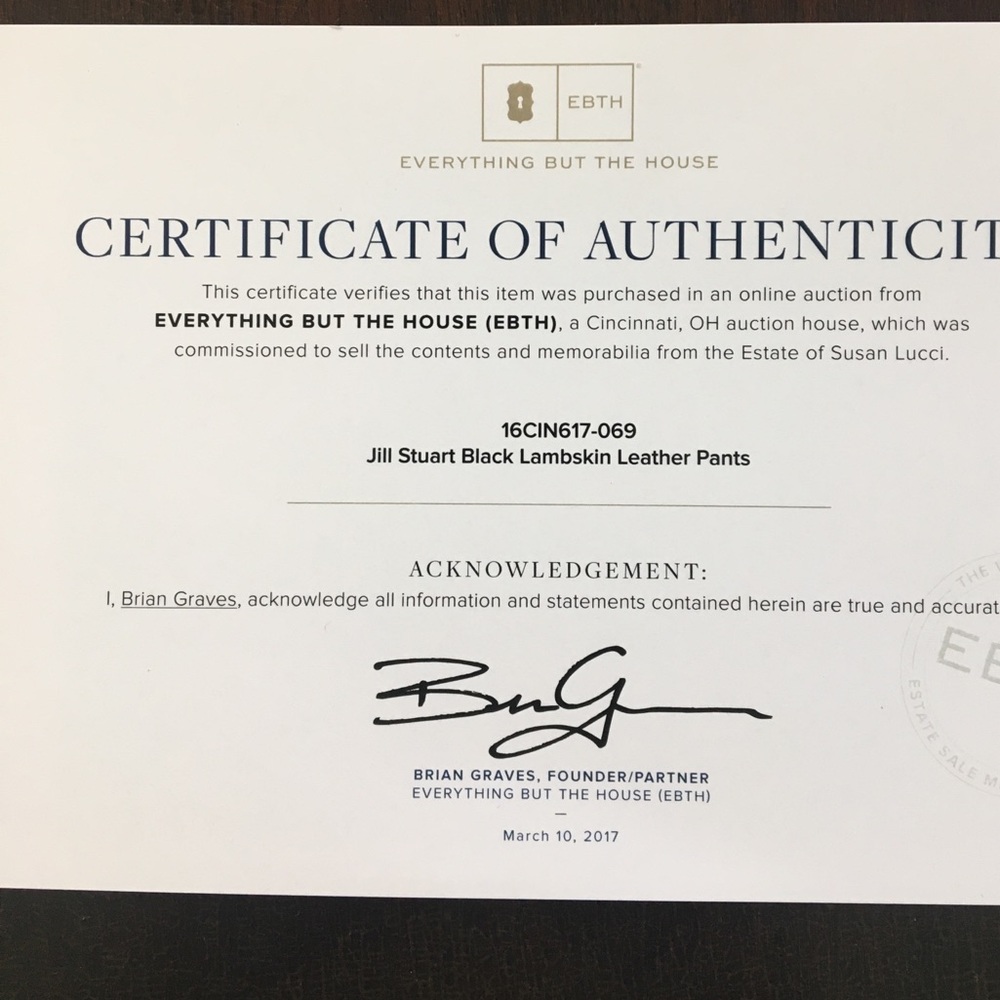 EBTH
EVERYTHING BUT THE HOUSE
CERTIFICATE OF AUTHENTICIT
This certificate verifies that this item was purchased in an online auction from
EVERYTHING BUT THE HOUSE (EBTH), a Cincinnati, OH auction house, which was
commissioned to sell the contents and memorabilia from the Estate of Susan Lucci.
16CIN617-069
Jill Stuart Black Lambskin Leather Pants
ACKNOWLEDGEMENT:
I, Brian Graves, acknowledge all information and statements contained herein are true and accurat
THE
EB
ESTATE SALE M
BRIAN GRAVES, FOUNDER/PARTNER
EVERYTHING BUT THE HOUSE (EBTH)
—
March 10, 2017